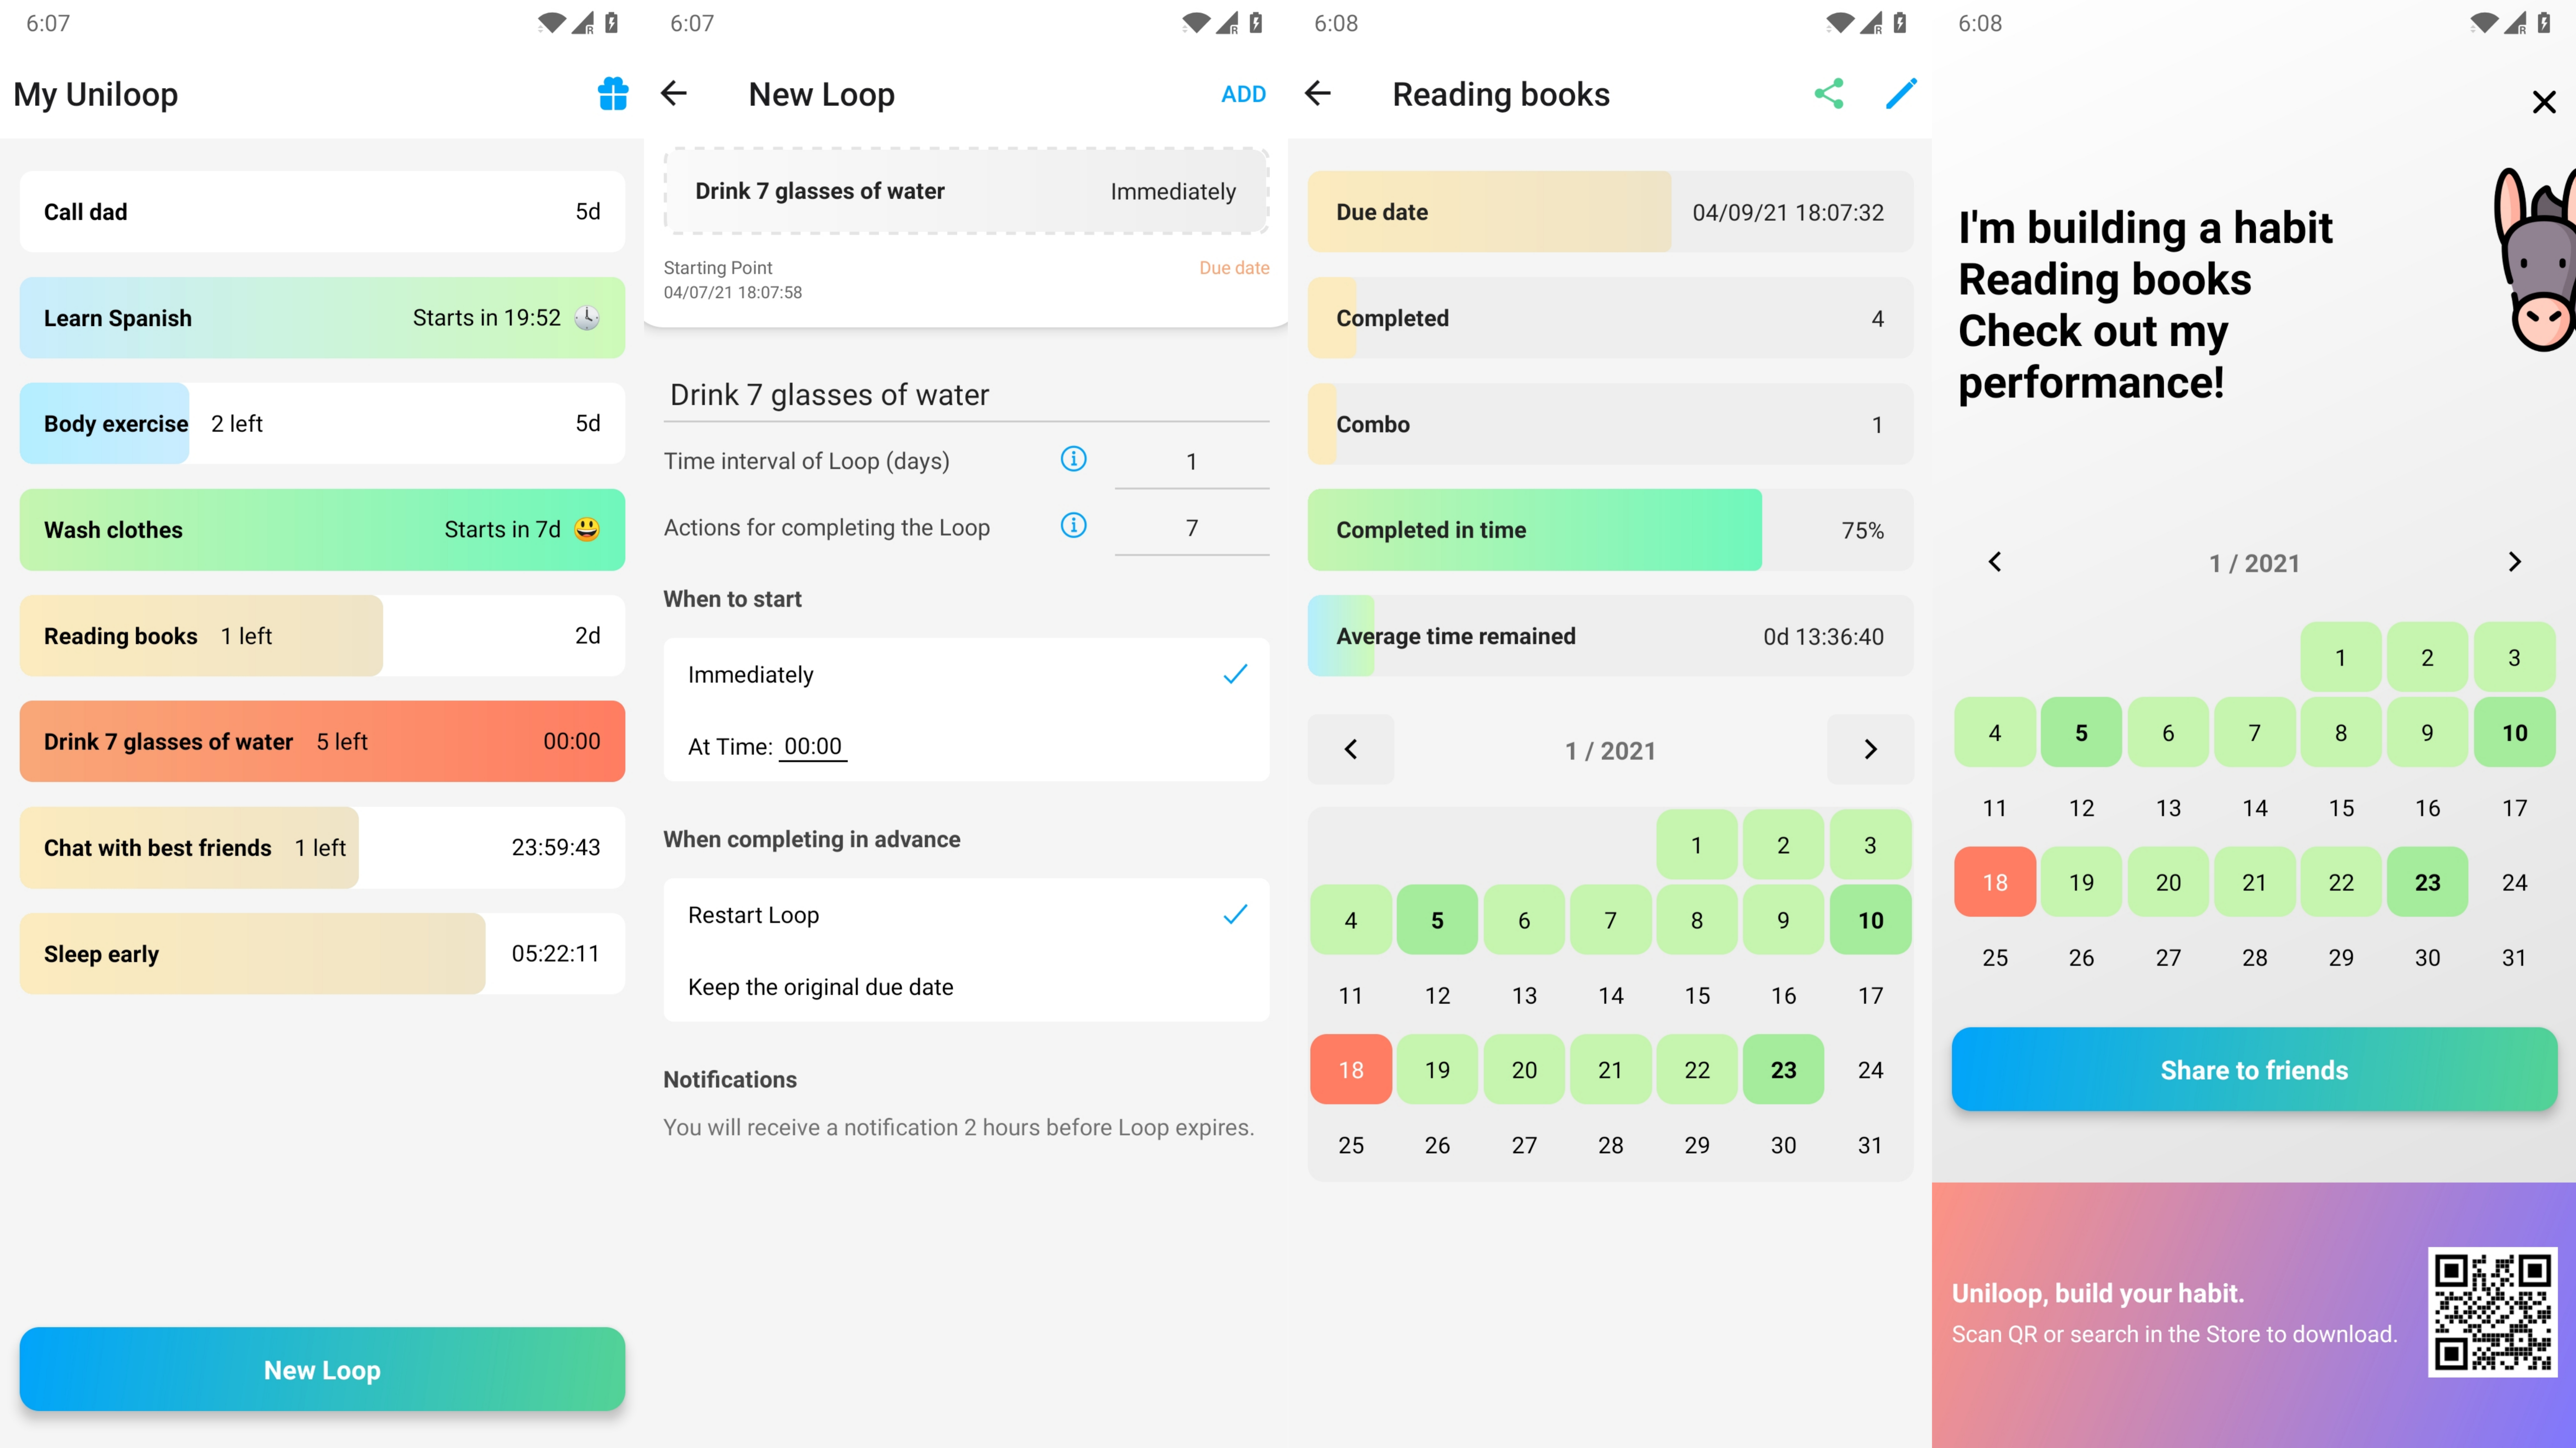 6:07
My Uniloop
Call dad 5d
Learn Spanish Starts in 19:52
Body exercise 2 left 5d
Wash clothes Starts in 7d
Reading books 1 left 2d
Drink 7 glasses of water 5 left 00:00
Chat with best friends 1 left 23:59:43
Sleep early 05:22:11
New Loop
6:07
New Loop ADD
Drink 7 glasses of water Immediately
Starting Point Due date
04/07/21 18:07:58
Drink 7 glasses of water
Time interval of Loop (days) 1
Actions for completing the Loop 7
When to start
Immediately
At Time: 00:00
When completing in advance
Restart Loop
Keep the original due date
Notifications
You will receive a notification 2 hours before Loop expires.
6:08
Reading books
Due date 04/09/21 18:07:32
Completed 4
Combo 1
Completed in time 75%
Average time remained 0d 13:36:40
1 / 2021
1 2 3
4 5 6 7 8 9 10
11 12 13 14 15 16 17
18 19 20 21 22 23 24
25 26 27 28 29 30 31
6:08
I'm building a habit
Reading books
Check out my
performance!
1 / 2021
1 2 3
4 5 6 7 8 9 10
11 12 13 14 15 16 17
18 19 20 21 22 23 24
25 26 27 28 29 30 31
Share to friends
Uniloop, build your habit.
Scan QR or search in the Store to download.